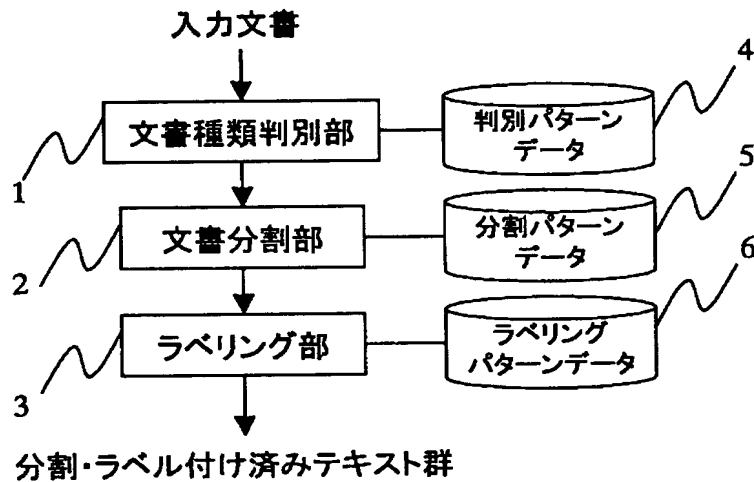 入力文書
文書種類判別部
判別パターン
データ
4
1
文書分割部
分割パターン
データ
5
2
ラベリング部
ラベリング
パターンデータ
6
3
分割・ラベル付け済みテキスト群